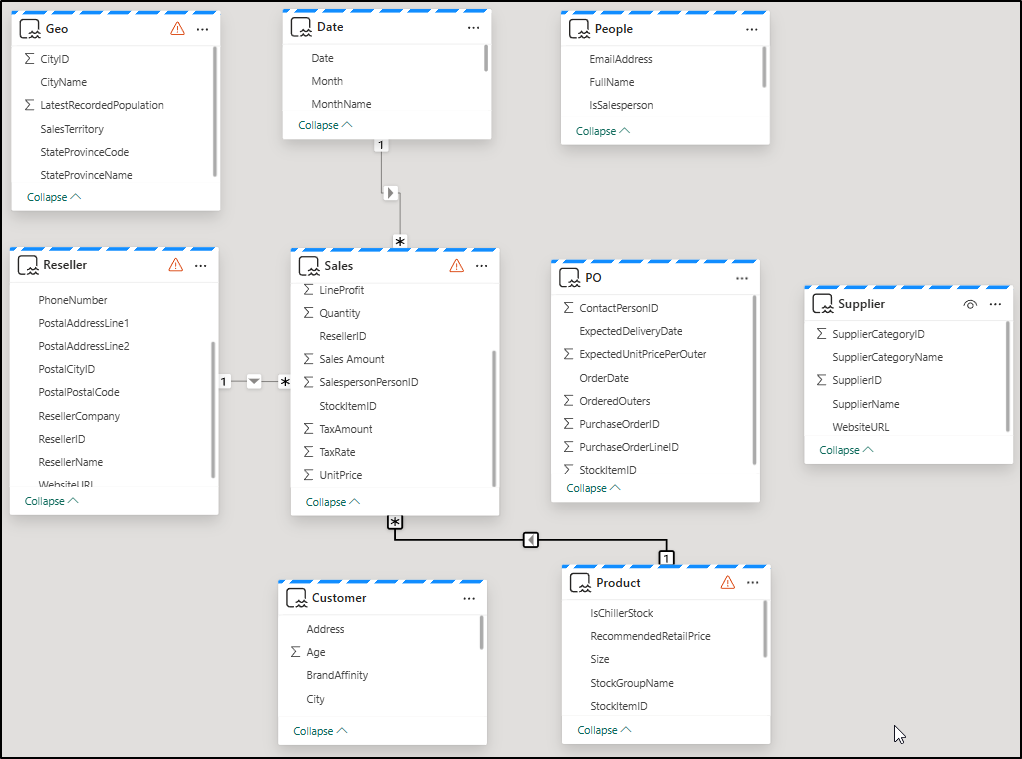 Geo
CityID
CityName
LatestRecordedPopulation
SalesTerritory
StateProvinceCode
StateProvinceName
Collapse
Date
Date
Month
MonthName
Collapse
People
EmailAddress
FullName
IsSalesperson
Collapse
1
*
Reseller
PhoneNumber
PostalAddressLine1
PostalAddressLine2
PostalCityID
PostalPostalCode
ResellerCompany
ResellerID
ResellerName
WebsiteURL
Collapse
1
*
Sales
LineProfit
Quantity
ResellerID
Sales Amount
SalespersonPersonID
StockItemID
TaxAmount
TaxRate
UnitPrice
Collapse
PO
ContactPersonID
ExpectedDeliveryDate
ExpectedUnitPricePerOuter
OrderDate
OrderedOuters
PurchaseOrderID
PurchaseOrderLineID
StockItemID
Collapse
Supplier
SupplierCategoryID
SupplierCategoryName
SupplierID
SupplierName
WebsiteURL
Collapse
*
1
Customer
Address
Age
BrandAffinity
City
Collapse
Product
IsChillerStock
RecommendedRetailPrice
Size
StockGroupName
StockItemID
Collapse